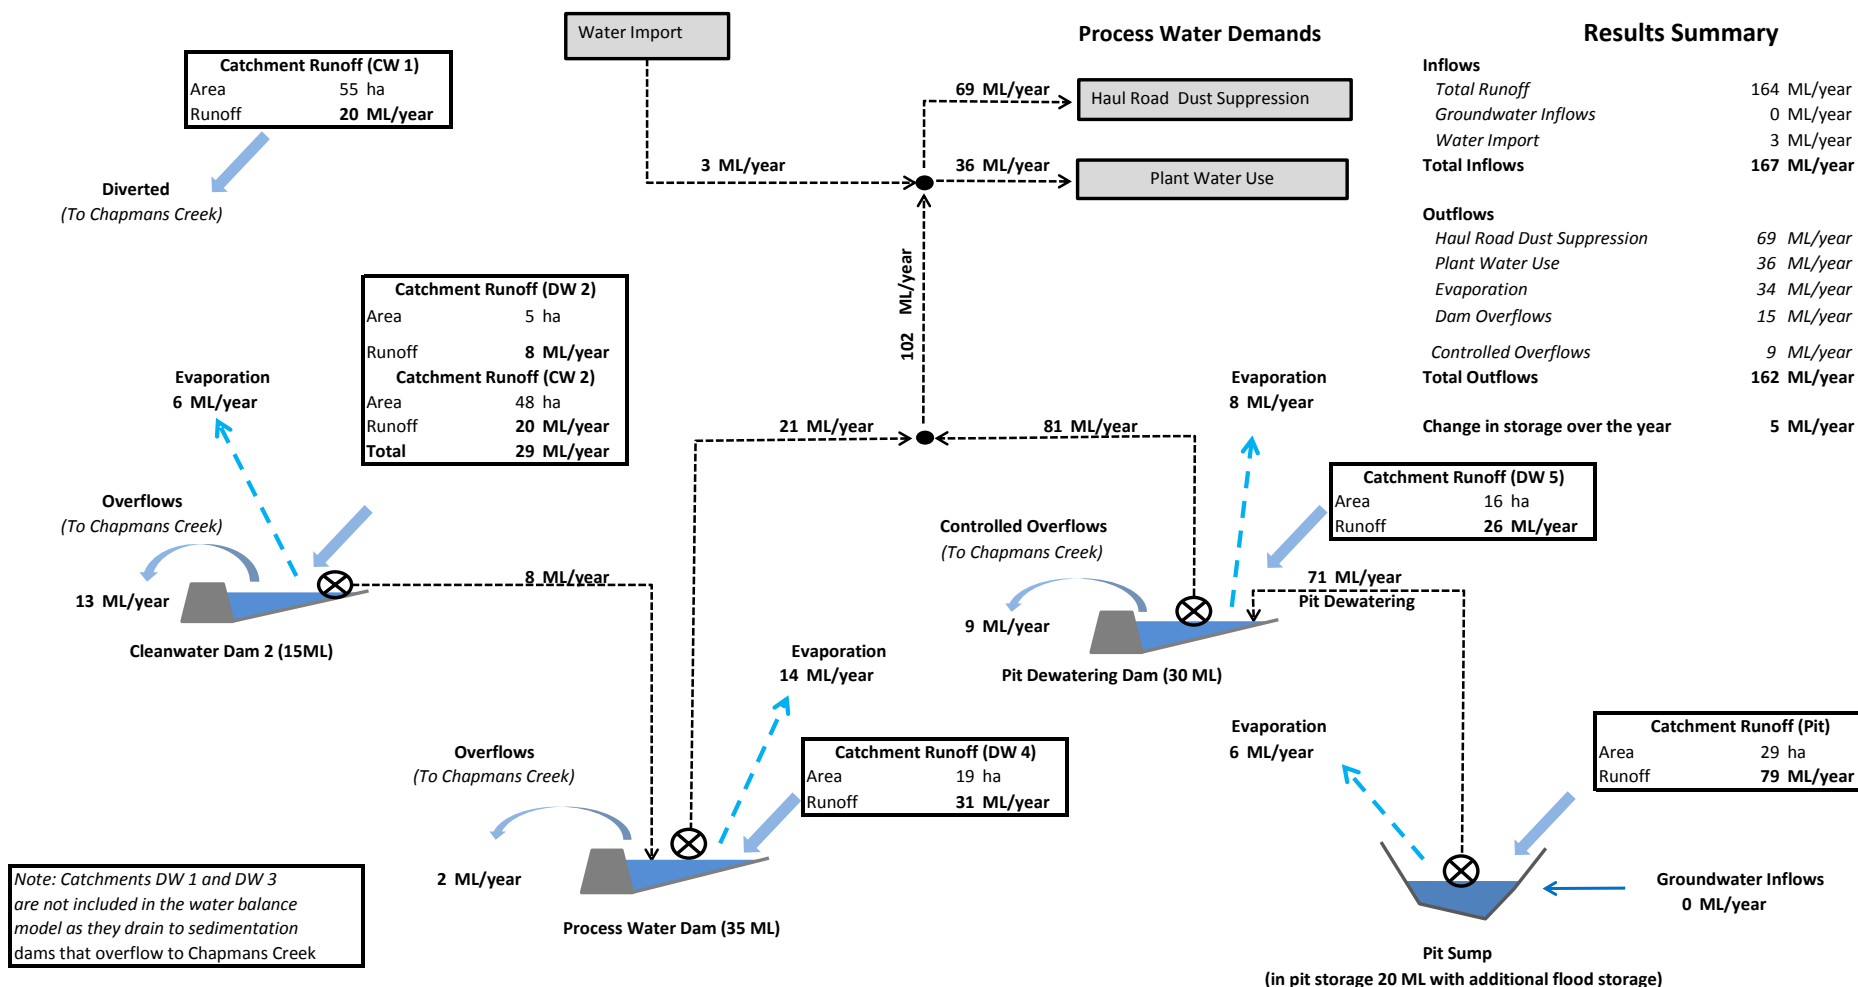 Water Import
Process Water Demands
Results Summary
Catchment Runoff (CW 1)
Area 55 ha
Runoff 20 ML/year
Diverted
(To Chapmans Creek)
69 ML/year
Haul Road Dust Suppression
3 ML/year
36 ML/year
Plant Water Use
Inflows
Total Runoff 164 ML/year
Groundwater Inflows 0 ML/year
Water Import 3 ML/year
Total Inflows 167 ML/year
Outflows
Haul Road Dust Suppression 69 ML/year
Plant Water Use 36 ML/year
Evaporation 34 ML/year
Dam Overflows 15 ML/year
Controlled Overflows 9 ML/year
Total Outflows 162 ML/year
Change in storage over the year 5 ML/year
102 ML/year
Catchment Runoff (DW 2)
Area 5 ha
Runoff 8 ML/year
Catchment Runoff (CW 2)
Area 48 ha
Runoff 20 ML/year
Total 29 ML/year
Evaporation
6 ML/year
21 ML/year
81 ML/year
Evaporation
8 ML/year
Overflows
(To Chapmans Creek)
13 ML/year
8 ML/year
Cleanwater Dam 2 (15ML)
Controlled Overflows
(To Chapmans Creek)
9 ML/year
Catchment Runoff (DW 5)
Area 16 ha
Runoff 26 ML/year
71 ML/year
Pit Dewatering
Pit Dewatering Dam (30 ML)
Evaporation
14 ML/year
Overflows
(To Chapmans Creek)
2 ML/year
Catchment Runoff (DW 4)
Area 19 ha
Runoff 31 ML/year
Process Water Dam (35 ML)
Evaporation
6 ML/year
Catchment Runoff (Pit)
Area 29 ha
Runoff 79 ML/year
Groundwater Inflows
0 ML/year
Pit Sump
(in pit storage 20 ML with additional flood storage)
Note: Catchments DW 1 and DW 3
are not included in the water balance
model as they drain to sedimentation
dams that overflow to Chapmans Creek